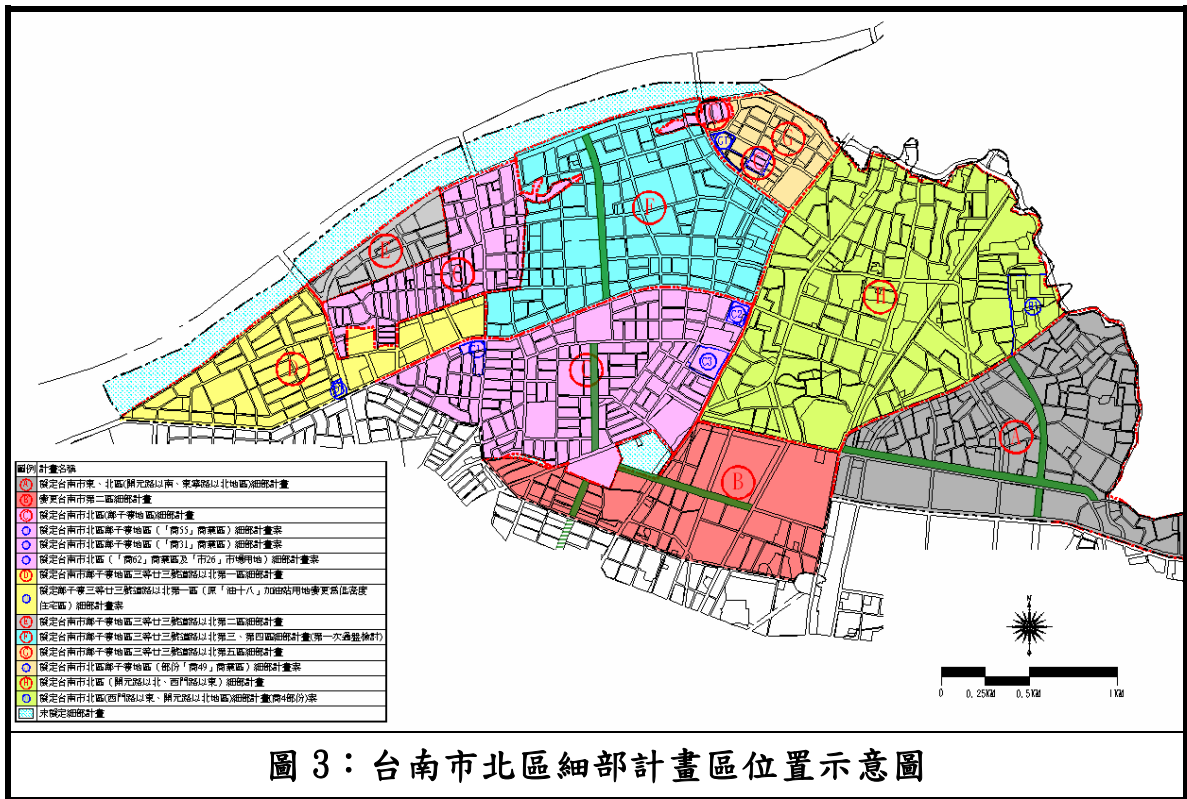 G1
G
F
E
C
H
H1
C2
C1
C3
C
D
A
B
N
0 0.25KM 0.5KM 1KM
圖例 計畫名稱
A 擬定台南市東、北區(開元路以南、東寧路以北地區)細部計畫
B 變更台南市第二區細部計畫
C 擬定台南市北區(鄭子寮地區)細部計畫
擬定台南市北區鄭子寮地區(「商55」商業區)細部計畫案
擬定台南市北區鄭子寮地區(「商31」商業區)細部計畫案
擬定台南市北區(「商62」商業區及「市26」市場用地)細部計畫案
D 擬定台南市鄭子寮地區三等廿三號道路以北第一區細部計畫
擬定鄭子寮三等廿三號道路以北第一區(原「油十八」加油站用地變更為低密度
住宅區)細部計畫案
E 擬定台南市鄭子寮地區三等廿三號道路以北第二區細部計畫
F 擬定台南市鄭子寮地區三等廿三號道路以北第三、第四區細部計畫(第一次通盤檢討)
G 擬定台南市鄭子寮地區三等廿三號道路以北第五區細部計畫
擬定台南市北區鄭子寮地區(部份「商49」商業區)細部計畫案
H 擬定台南市北區(開元路以北、西門路以東)細部計畫
擬定台南市北區(西門路以東、開元路以北地區)細部計畫(商4部份)案
未擬定細部計畫
圖 3：台南市北區細部計畫區位置示意圖